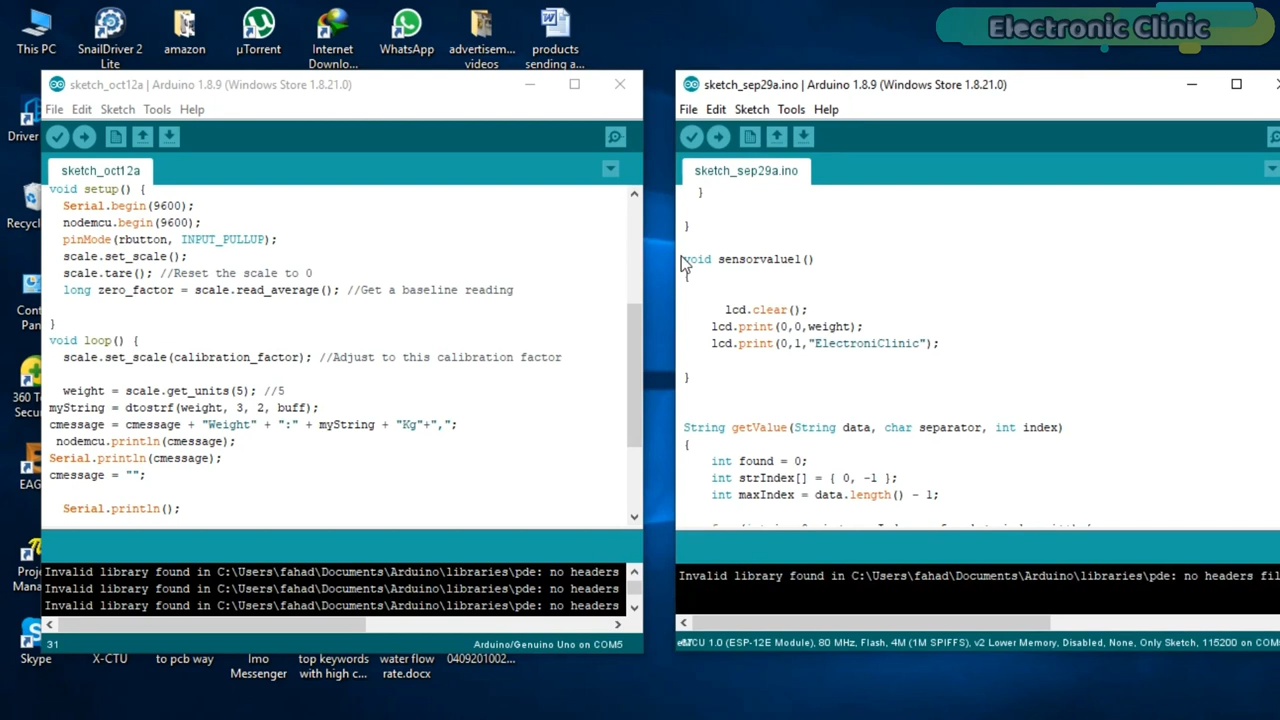 Electronic Clinic
This PC
SnailDriver 2
Lite
amazon
µTorrent
Internet
Downlo...
WhatsApp
advertisem...
videos
products
sending a...
sketch_oct12a | Arduino 1.8.9 (Windows Store 1.8.21.0)
File Edit Sketch Tools Help
sketch_oct12a
void setup() {
Serial.begin(9600);
nodemcu.begin(9600);
pinMode(rbutton, INPUT_PULLUP);
scale.set_scale();
scale.tare(); //Reset the scale to 0
long zero_factor = scale.read_average(); //Get a baseline reading
}
void loop() {
scale.set_scale(calibration_factor); //Adjust to this calibration factor
weight = scale.get_units(5); //5
myString = dtostrf(weight, 3, 2, buff);
cmessage = cmessage + "Weight" + ":" + myString + "Kg"+",";
nodemcu.println(cmessage);
Serial.println(cmessage);
cmessage = "";
Serial.println();
Invalid library found in C:\Users\fahad\Documents\Arduino\libraries\pde: no headers
Invalid library found in C:\Users\fahad\Documents\Arduino\libraries\pde: no headers
Invalid library found in C:\Users\fahad\Documents\Arduino\libraries\pde: no headers
31 Arduino/Genuino Uno on COM5
sketch_sep29a.ino | Arduino 1.8.9 (Windows Store 1.8.21.0)
File Edit Sketch Tools Help
sketch_sep29a.ino
}
}
void sensorvalue1()
{
lcd.clear();
lcd.print(0,0,weight);
lcd.print(0,1,"ElectroniClinic");
}
String getValue(String data, char separator, int index)
{
int found = 0;
int strIndex[] = { 0, -1 };
int maxIndex = data.length() - 1;
Invalid library found in C:\Users\fahad\Documents\Arduino\libraries\pde: no headers fil
MCU 1.0 (ESP-12E Module), 80 MHz, Flash, 4M (1M SPIFFS), v2 Lower Memory, Disabled, None, Only Sketch, 115200 on COM
Driver
Recycl
Cont
Pan
360 To
Secur
EAG
Proj
Mana
Skype
X-CTU
to pcb way
Imo
Messenger
top keywords
with high c...
water flow
rate.docx
0409201002...